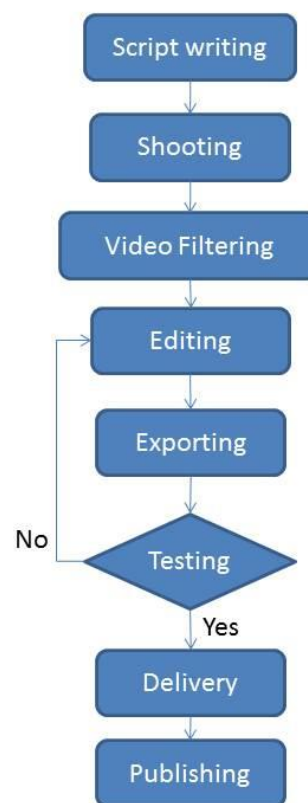 Script writing
Shooting
Video Filtering
Editing
Exporting
Testing
No
Yes
Delivery
Publishing